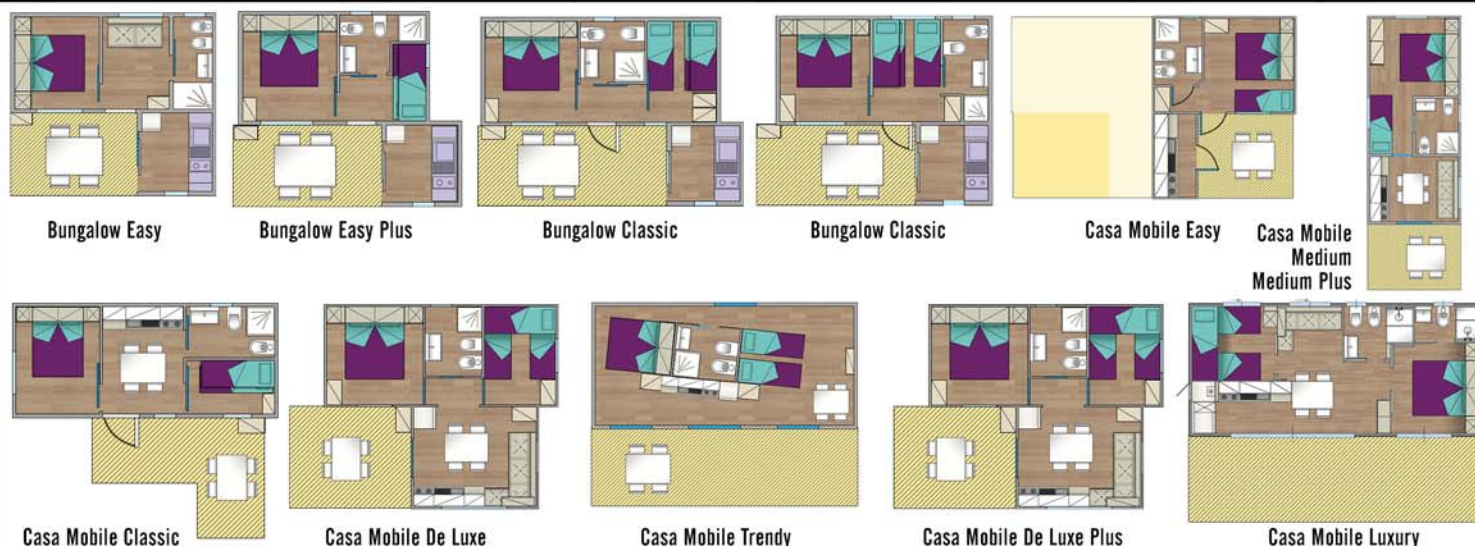 Bungalow Easy
Bungalow Easy Plus
Bungalow Classic
Bungalow Classic
Casa Mobile Easy
Casa Mobile
Medium
Medium Plus
Casa Mobile Classic
Casa Mobile De Luxe
Casa Mobile Trendy
Casa Mobile De Luxe Plus
Casa Mobile Luxury